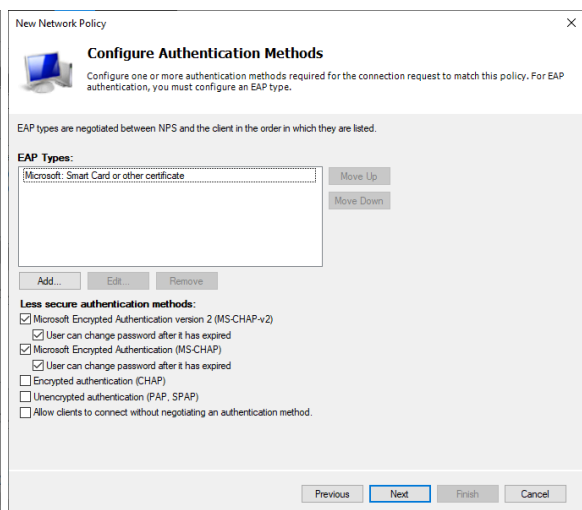 New Network Policy
Configure Authentication Methods
Configure one or more authentication methods required for the connection request to match this policy. For EAP
authentication, you must configure an EAP type.
EAP types are negotiated between NPS and the client in the order in which they are listed.
EAP Types:
Microsoft: Smart Card or other certificate
Move Up
Move Down
Add...
Edit...
Remove
Less secure authentication methods:
Microsoft Encrypted Authentication version 2 (MS-CHAP-v2)
User can change password after it has expired
Microsoft Encrypted Authentication (MS-CHAP)
User can change password after it has expired
Encrypted authentication (CHAP)
Unencrypted authentication (PAP, SPAP)
Allow clients to connect without negotiating an authentication method.
Previous
Next
Finish
Cancel